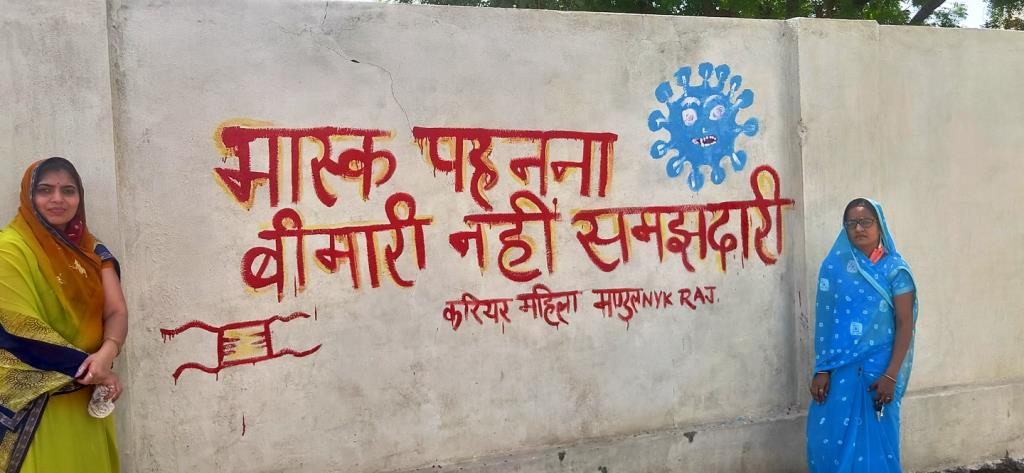 मास्क पहनना
बीमारी नही समझदारी
करियर महिला मण्डल NYK RAJ.